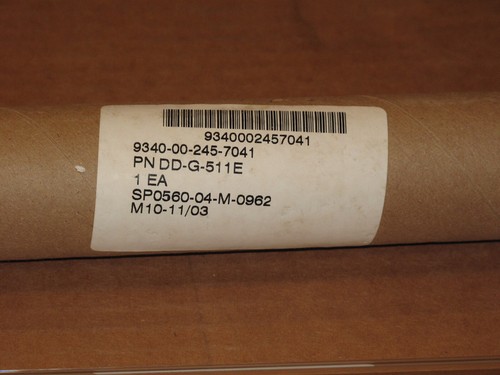 9340002457041
9340-00-245-7041
PN DD-G-511E
1 EA
SP0560-04-M-0962
M10-11/03